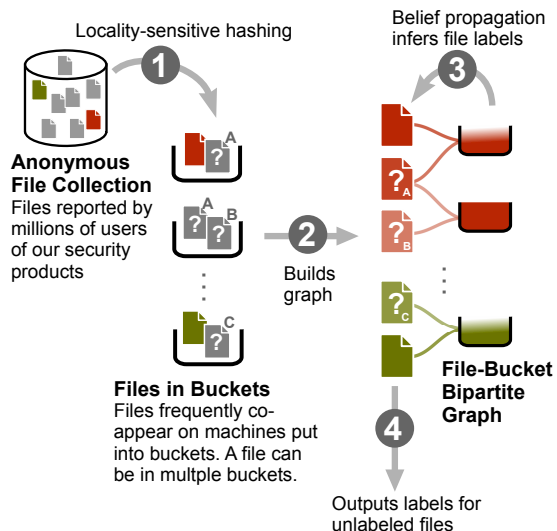 Locality-sensitive hashing
1
Anonymous
File Collection
Files reported by
millions of users
of our security
products
?
A
?
A
?
B
?
C
Files in Buckets
Files frequently co-
appear on machines put
into buckets. A file can
be in multple buckets.
2
Builds
graph
Belief propagation
infers file labels
3
?
A
?
B
?
C
File-Bucket
Bipartite
Graph
4
Outputs labels for
unlabeled files